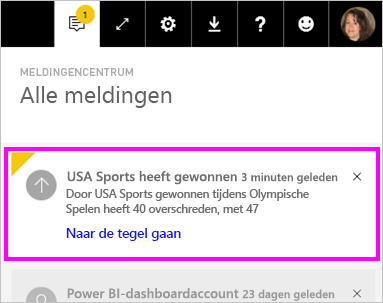 1
?
MELDINGENCENTRUM
Alle meldingen
USA Sports heeft gewonnen 3 minuten geleden
Door USA Sports gewonnen tijdens Olympische
Spelen heeft 40 overschreden, met 47
Naar de tegel gaan
Power BI-dashboardaccount 23 dagen geleden